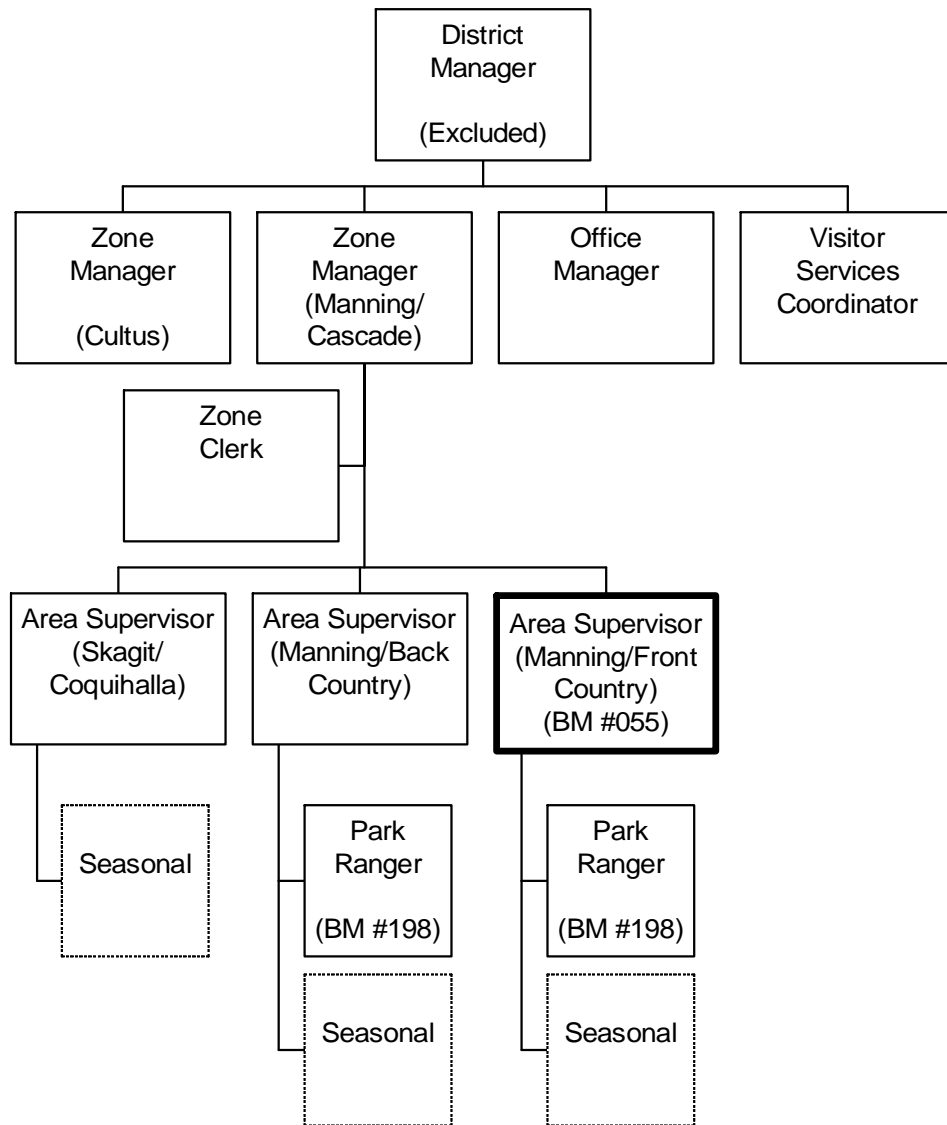 District
Manager
(Excluded)
Zone
Manager
(Cultus)
Zone
Manager
(Manning/
Cascade)
Office
Manager
Visitor
Services
Coordinator
Zone
Clerk
Area Supervisor
(Skagit/
Coquihalla)
Area Supervisor
(Manning/Back
Country)
Area Supervisor
(Manning/Front
Country)
(BM #055)
Seasonal
Park
Ranger
(BM #198)
Park
Ranger
(BM #198)
Seasonal
Seasonal